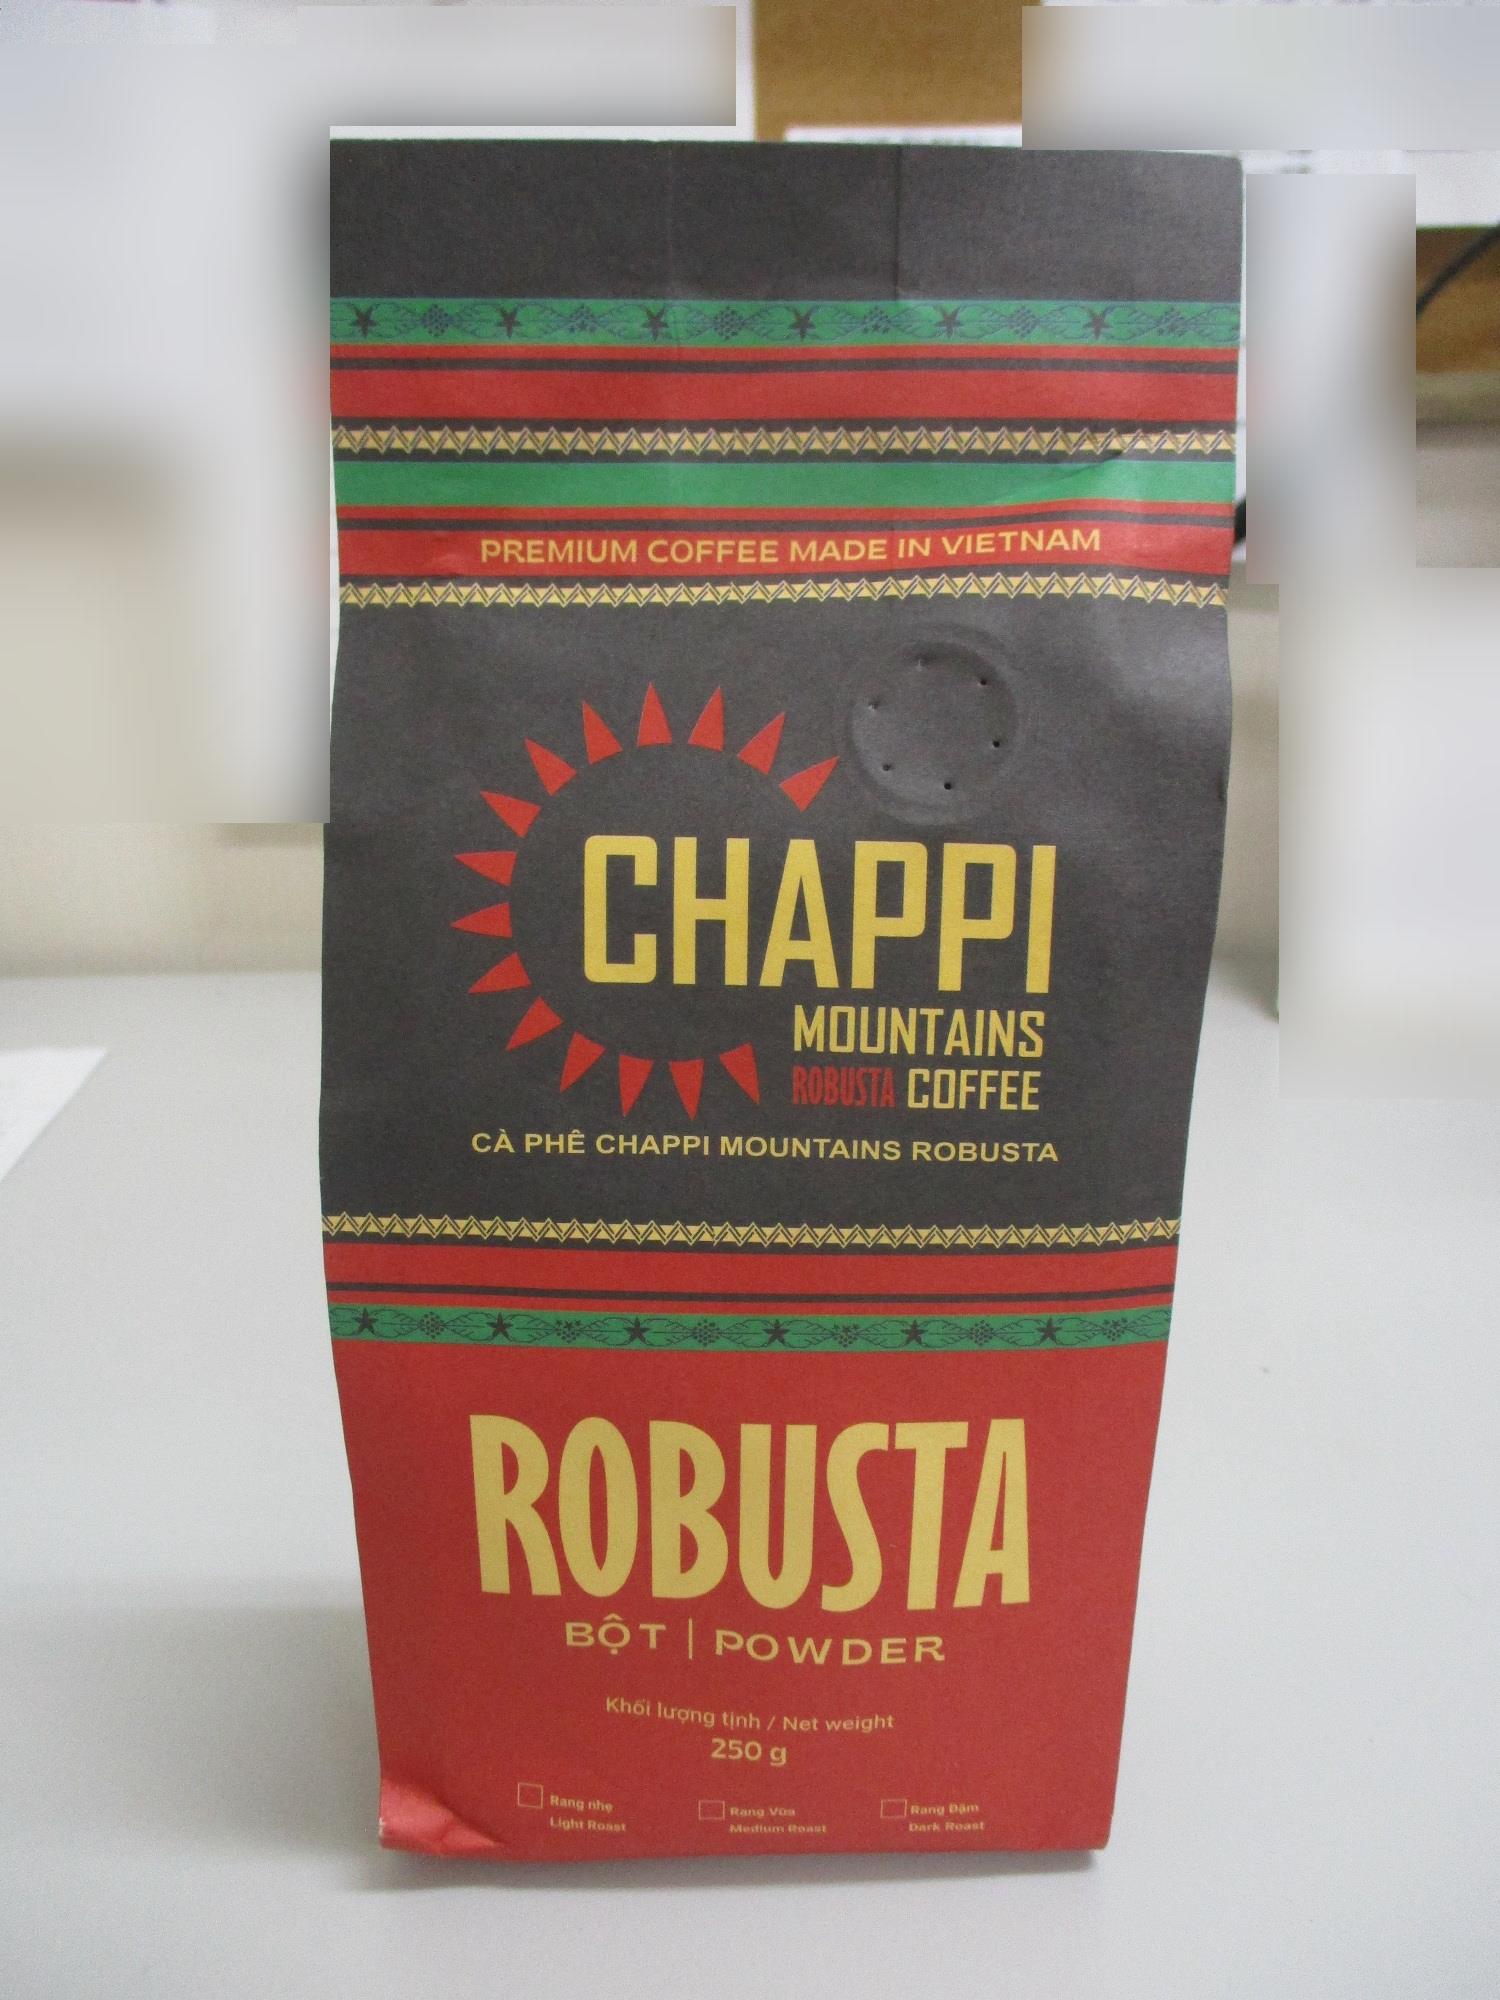 PREMIUM COFFEE MADE IN VIETNAM
CHAPPI
MOUNTAINS
ROBUSTA COFFEE
CÀ PHÊ CHAPPI MOUNTAINS ROBUSTA
ROBUSTA
BỘT | POWDER
Khối lượng tịnh / Net weight
250 g
Rang nhẹ
Light Roast
Rang Vừa
Medium Roast
Rang Đậm
Dark Roast